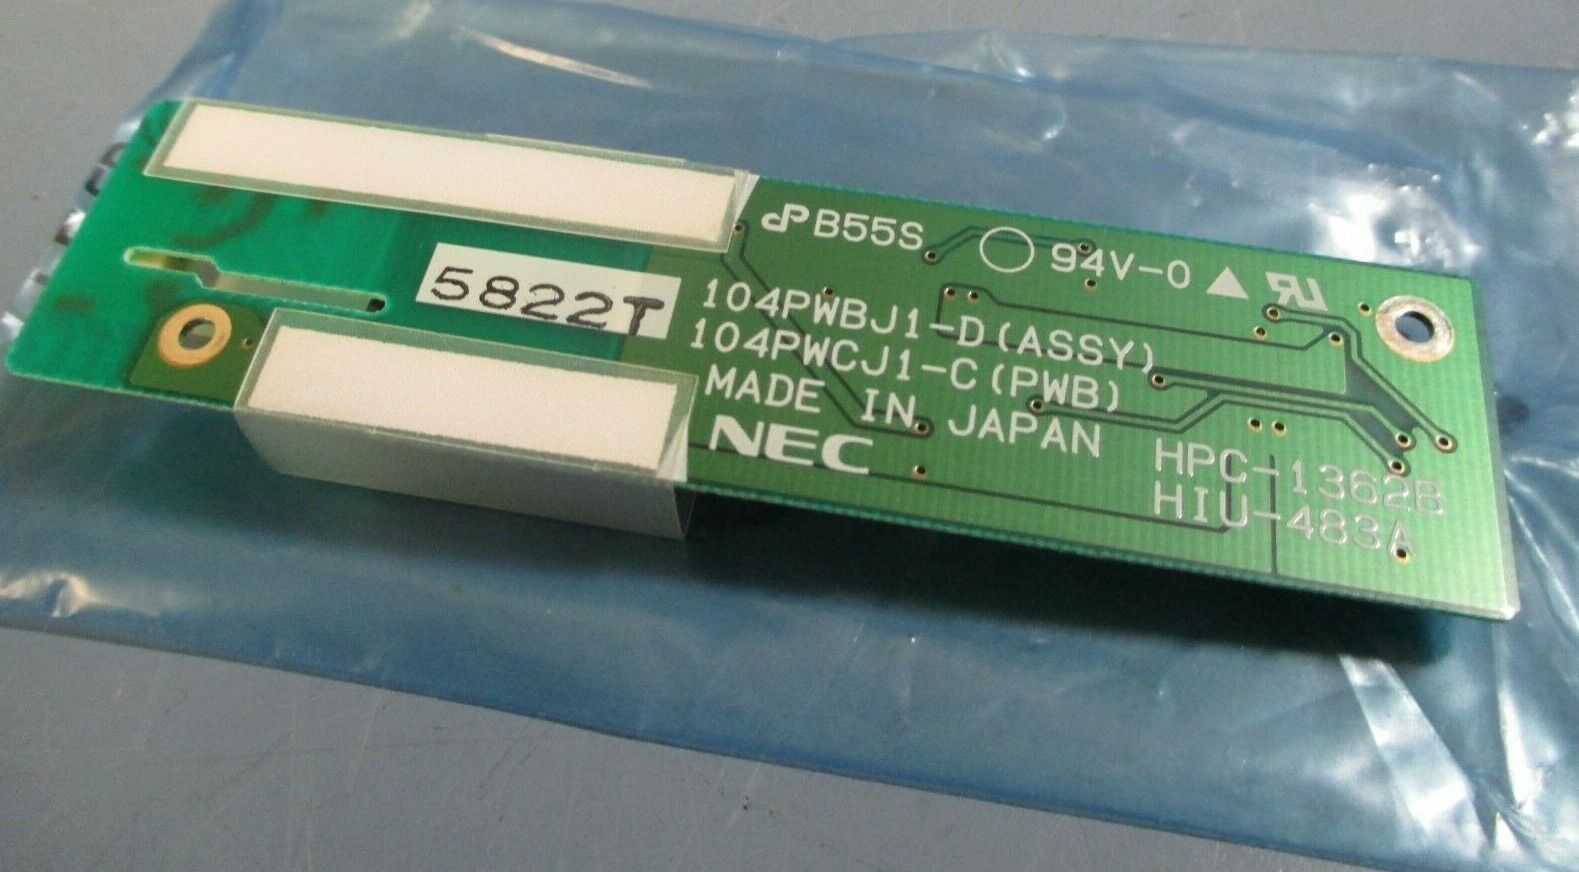 B55S 94V-0
5822T
104PWBJ1-D(ASSY)
104PWCJ1-C(PWB)
MADE IN JAPAN
NEC
HPC-1362B
HIU-483A